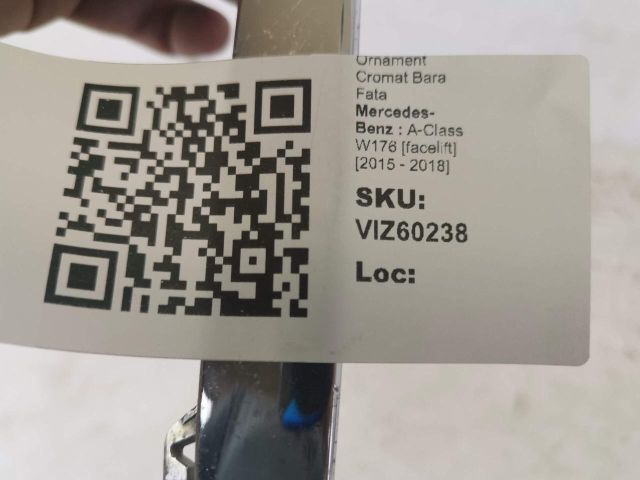 Ornament
Cromat Bara
Fata
Mercedes-
Benz : A-Class
W176 [facelift]
[2015 - 2018]
SKU:
VIZ60238
Loc: